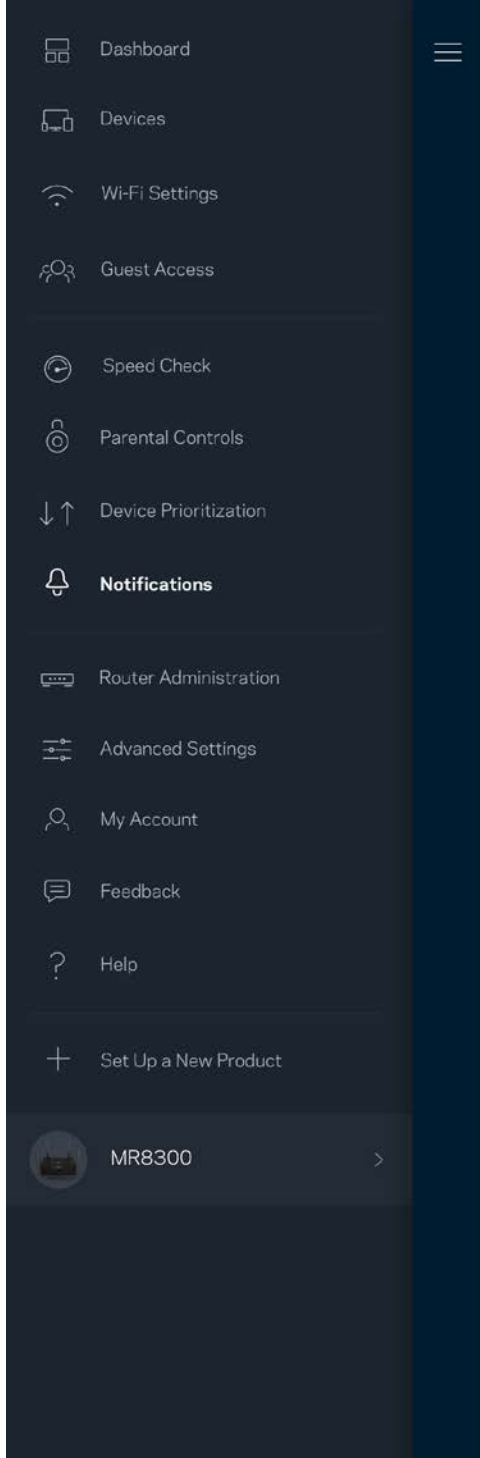 Dashboard
Devices
Wi-Fi Settings
Guest Access
Speed Check
Parental Controls
Device Prioritization
Notifications
Router Administration
Advanced Settings
My Account
Feedback
Help
Set Up a New Product
MR8300